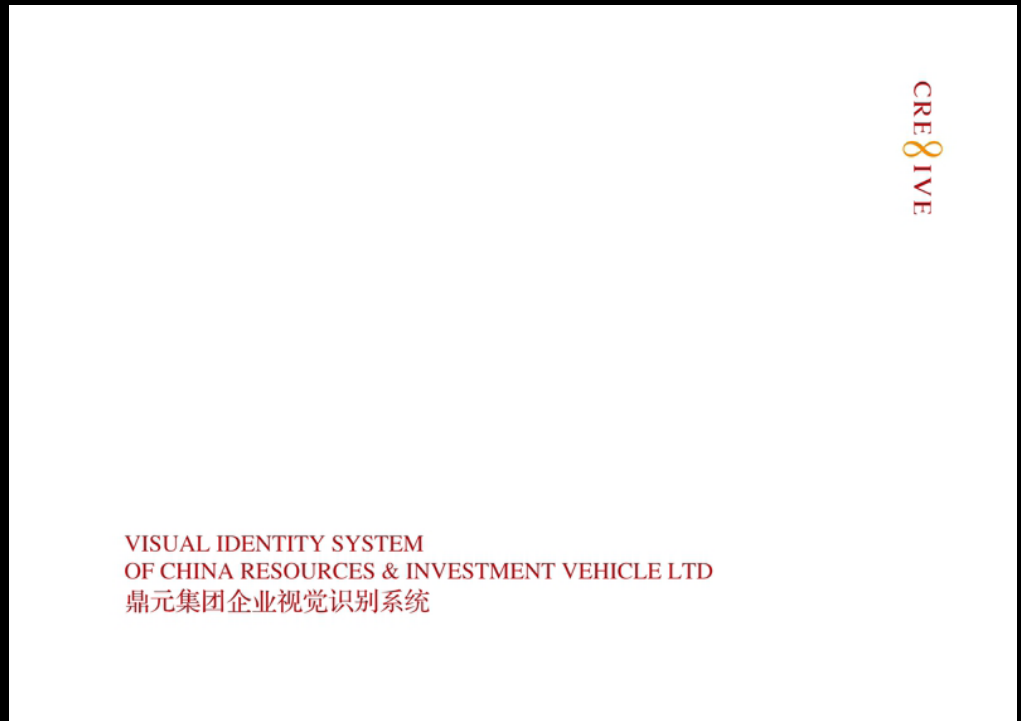 CRE8IVE
VISUAL IDENTITY SYSTEM
OF CHINA RESOURCES & INVESTMENT VEHICLE LTD
鼎元集团企业视觉识别系统